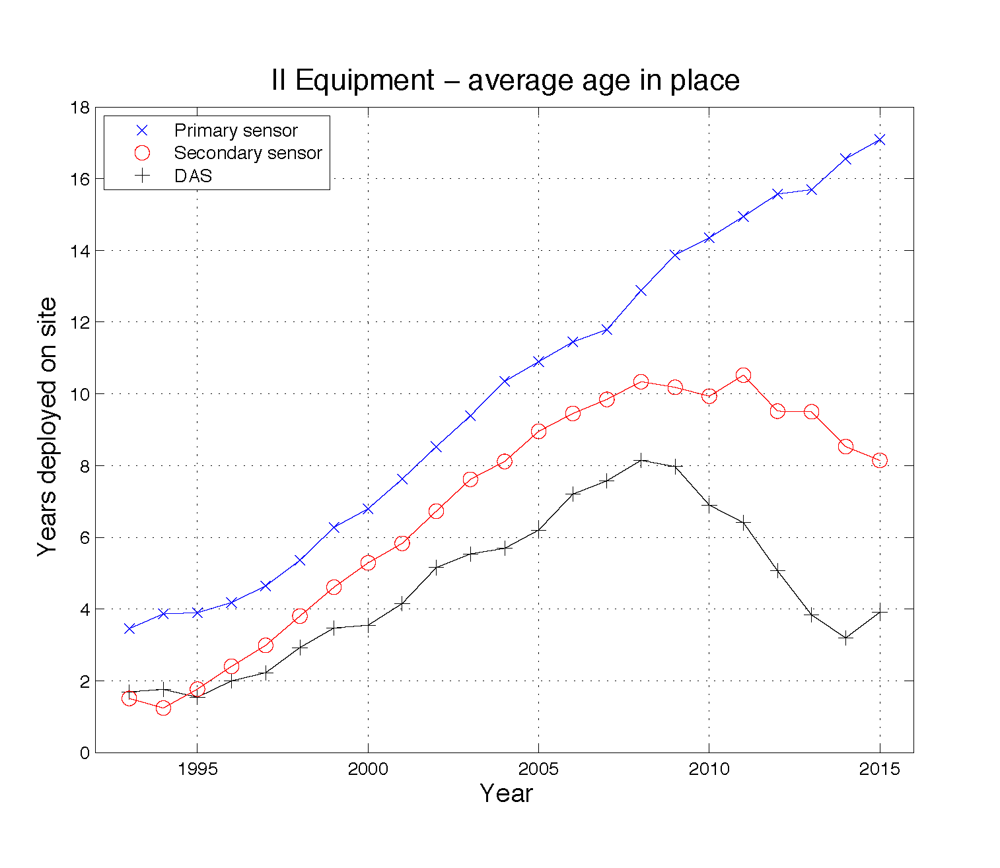 II Equipment – average age in place
Primary sensor
Secondary sensor
DAS
18
16
14
12
10
8
6
4
2
0
Years deployed on site
1995
2000
2005
2010
2015
Year